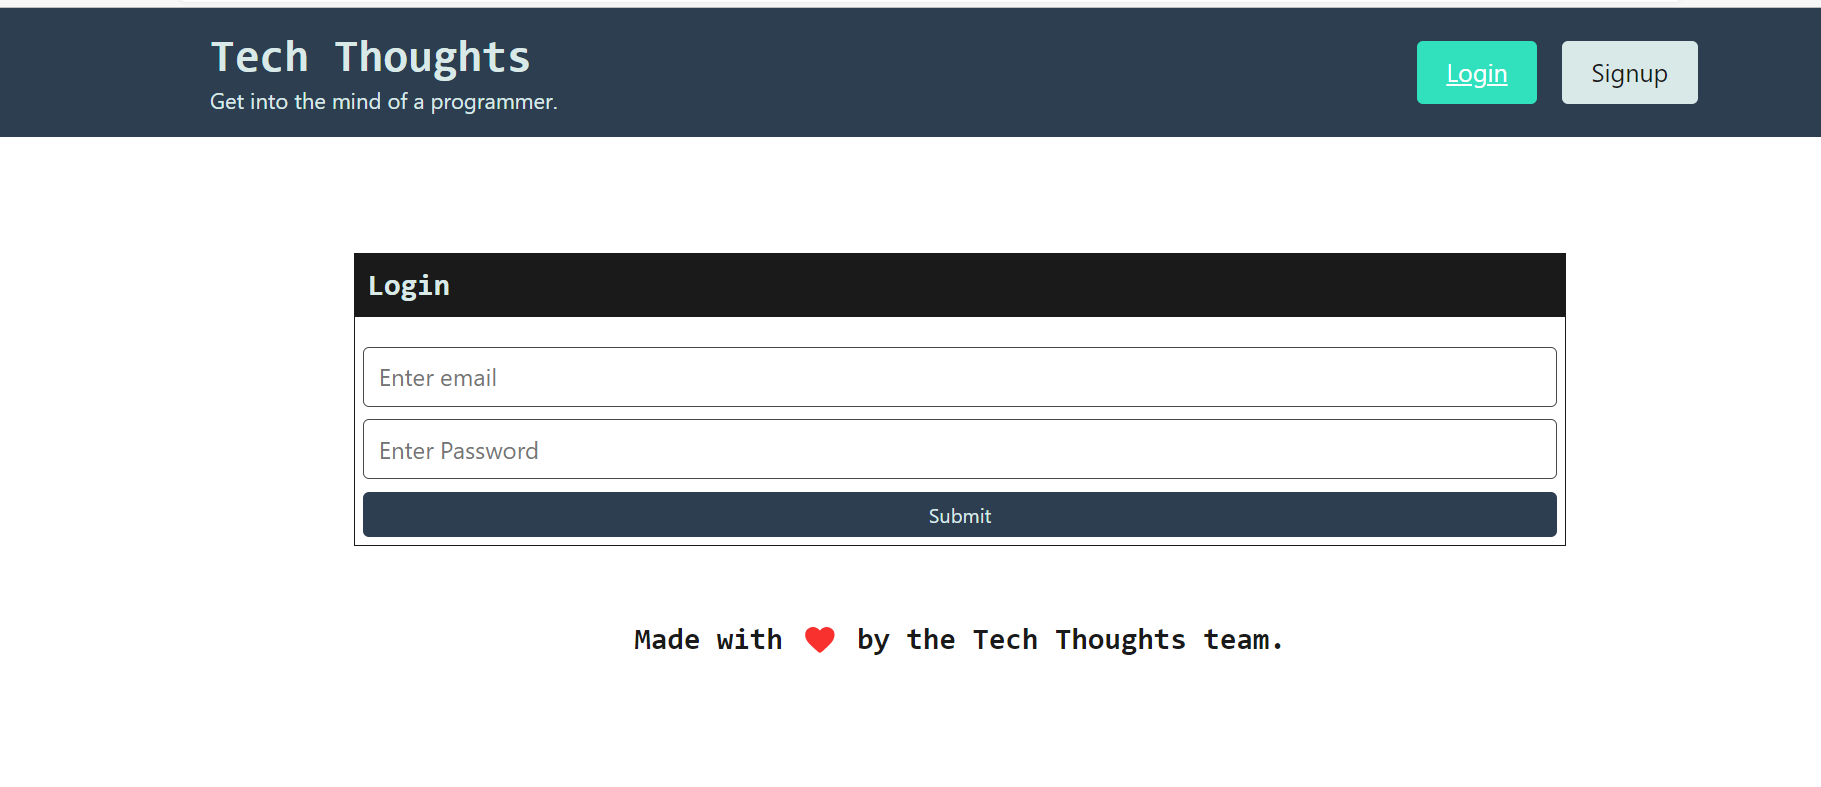 Tech Thoughts
Get into the mind of a programmer.
Login
Signup
Login
Enter email
Enter Password
Submit
Made with ❤ by the Tech Thoughts team.